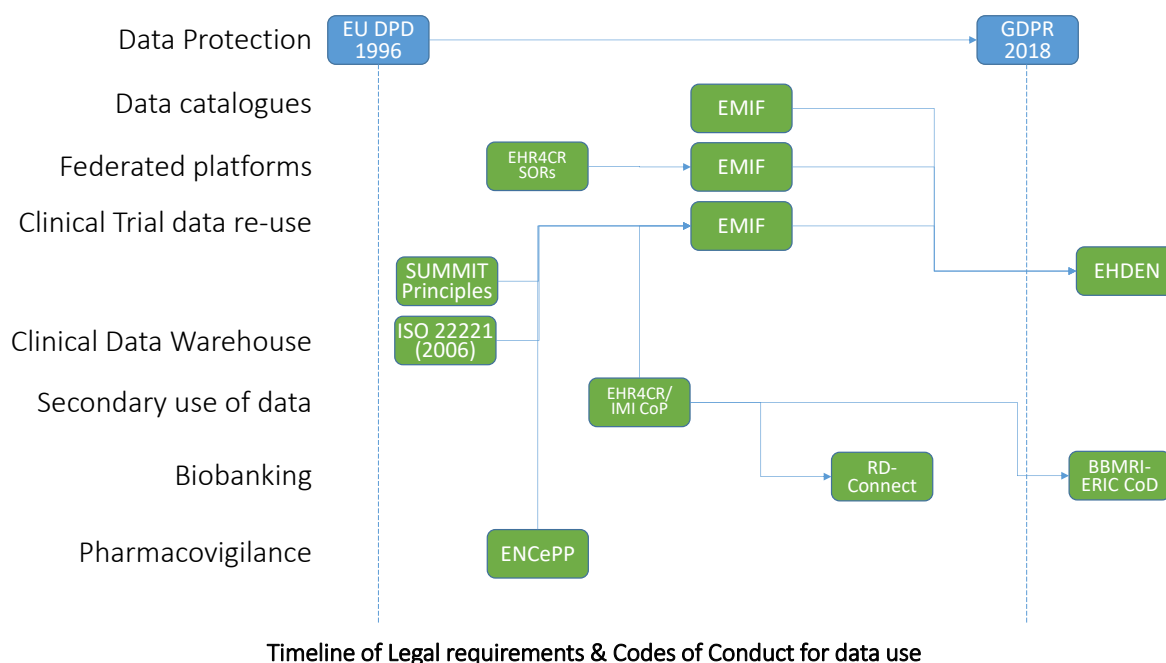 Data Protection
EU DPD
1996
GDPR
2018
Data catalogues
EMIF
Federated platforms
EHR4CR
SORs
EMIF
Clinical Trial data re-use
EMIF
SUMMIT
Principles
EHDEN
Clinical Data Warehouse
ISO 22221
(2006)
Secondary use of data
EHR4CR/
IMI CoP
Biobanking
RD-
Connect
BBMRI-
ERIC CoD
Pharmacovigilance
ENCePP
Timeline of Legal requirements & Codes of Conduct for data use